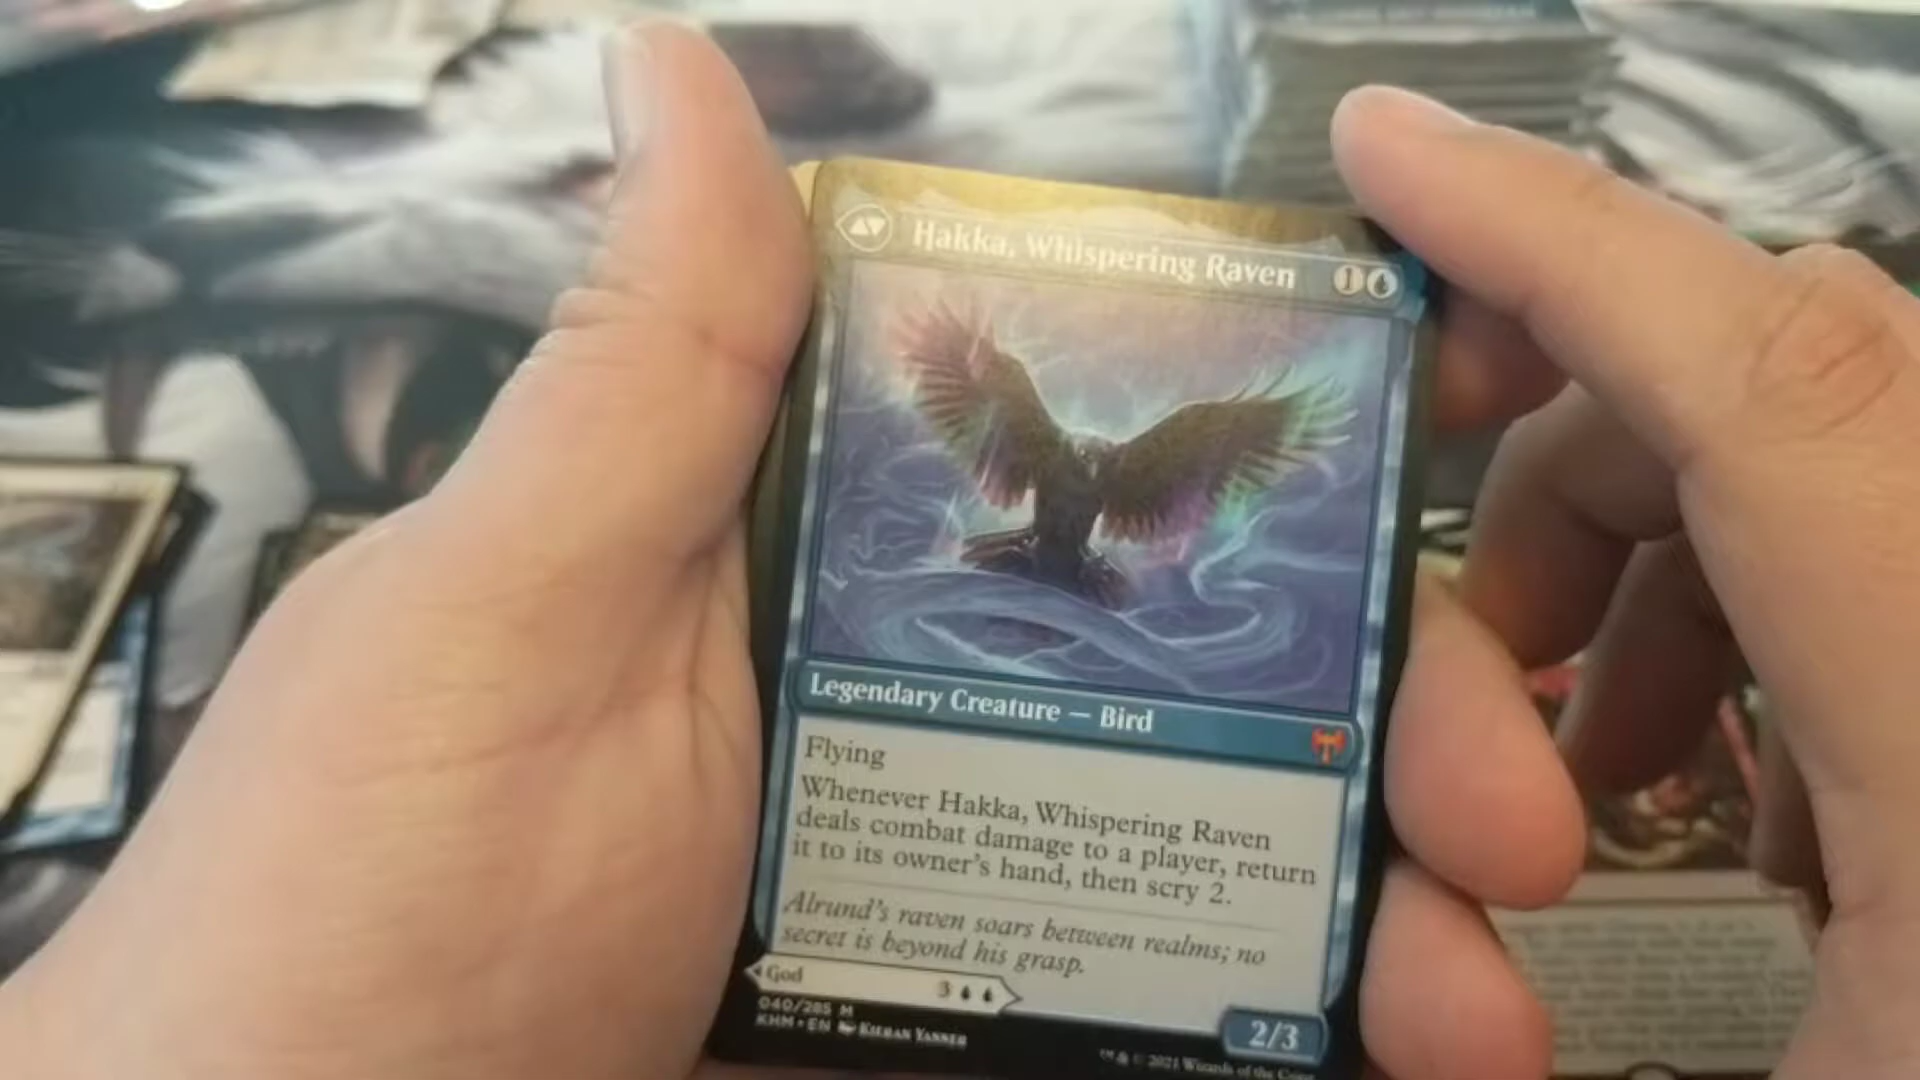 Hakka, Whispering Raven 1
Legendary Creature — Bird
Flying
Whenever Hakka, Whispering Raven
deals combat damage to a player, return
it to its owner's hand, then scry 2.
Alrund's raven soars between realms; no
secret is beyond his grasp.
God 3
040/285 M
KHM • EN Kieran Yanner
2/3
™ & © 2021 Wizards of the Coast